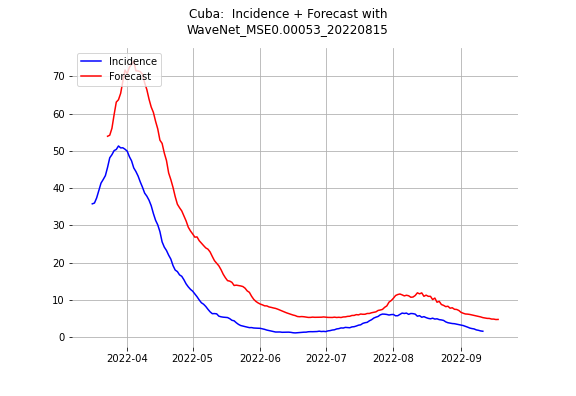 Cuba:  Incidence + Forecast with
WaveNet_MSE0.00053_20220815
Incidence
Forecast
70
60
50
40
30
20
10
0
2022-04 2022-05 2022-06 2022-07 2022-08 2022-09